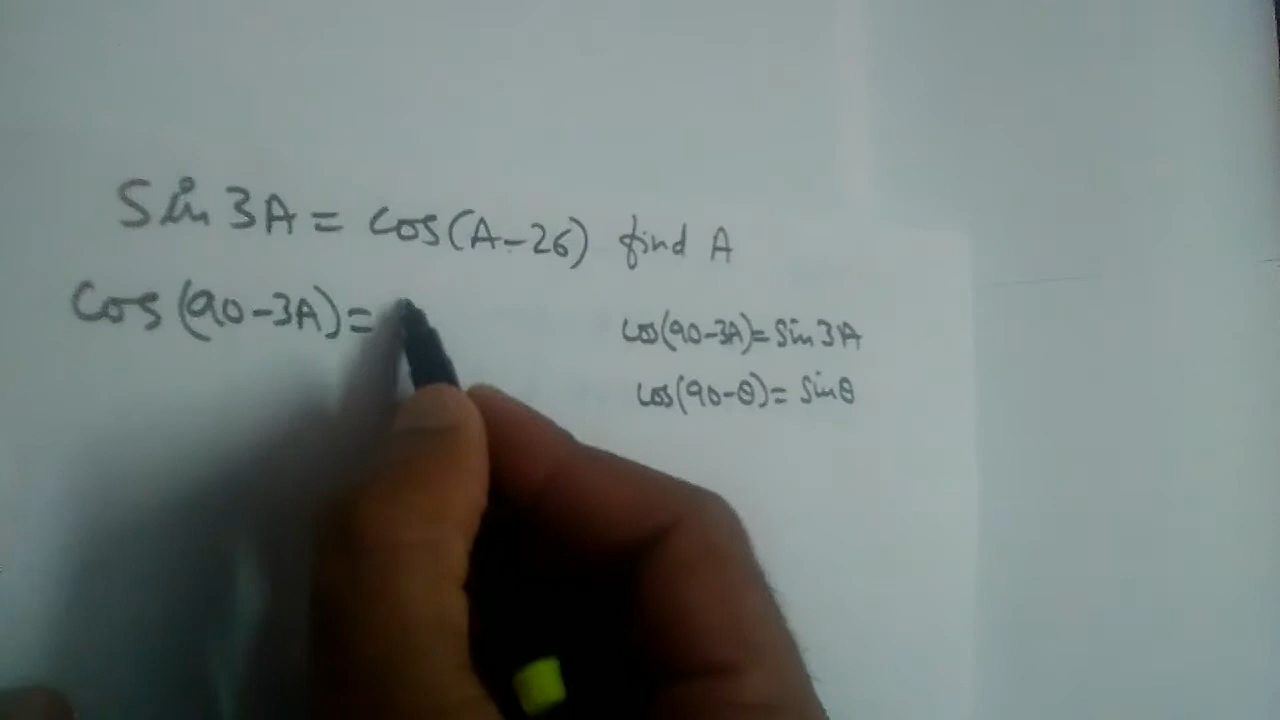 Sin 3A = cos(A-26) find A
cos(90-3A)=
cos(90-3A)= sin 3A
cos(90-θ)= sinθ